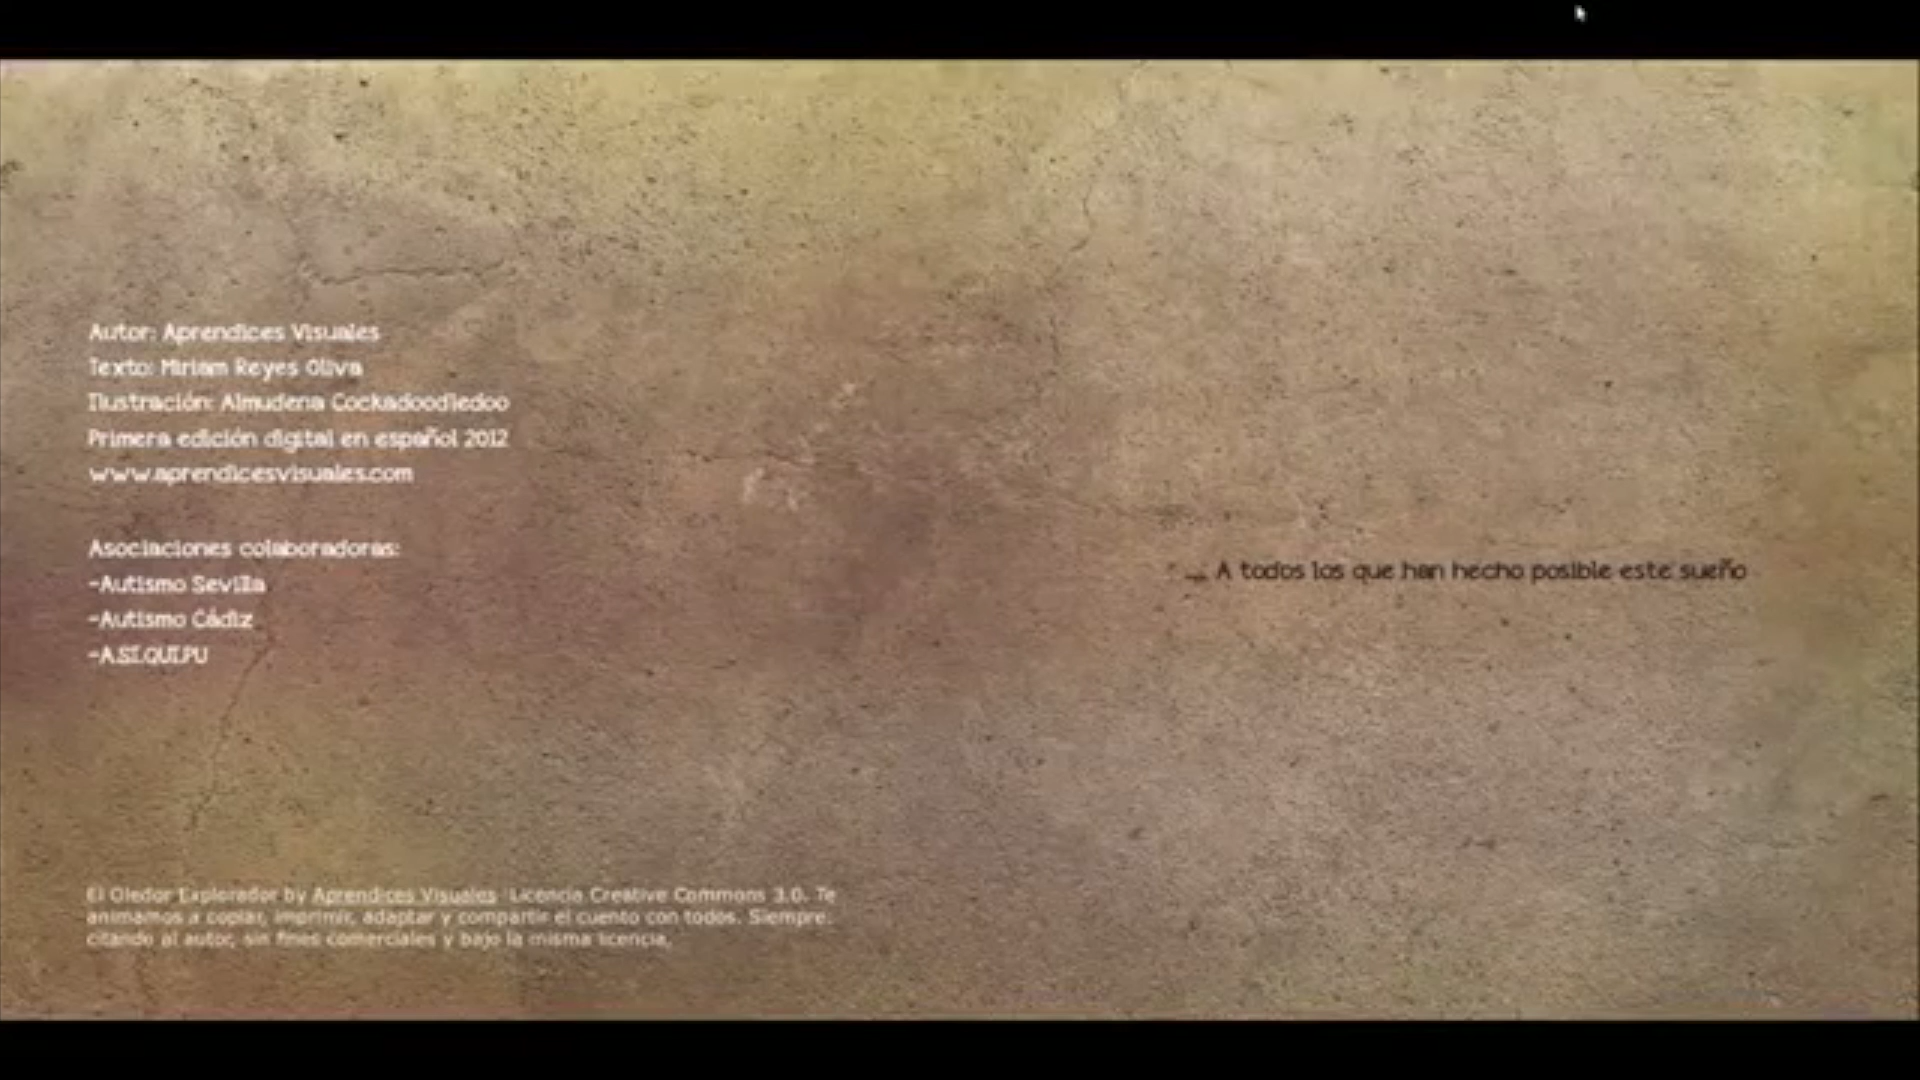 Autor: Aprendices Visuales
Texto: Miriam Reyes Oliva
Ilustración: Almudena Cockadoodledoo
Primera edición digital en español 2012
www.aprendicesvisuales.com
Asociaciones colaboradoras:
-Autismo Sevilla
-Autismo Cádiz
-A.SI.QUI.PU
... A todos los que han hecho posible este sueño
El Oledor Explorador by Aprendices Visuales Licencia Creative Commons 3.0. Te
animamos a copiar, imprimir, adaptar y compartir el cuento con todos. Siempre:
citando al autor, sin fines comerciales y bajo la misma licencia.